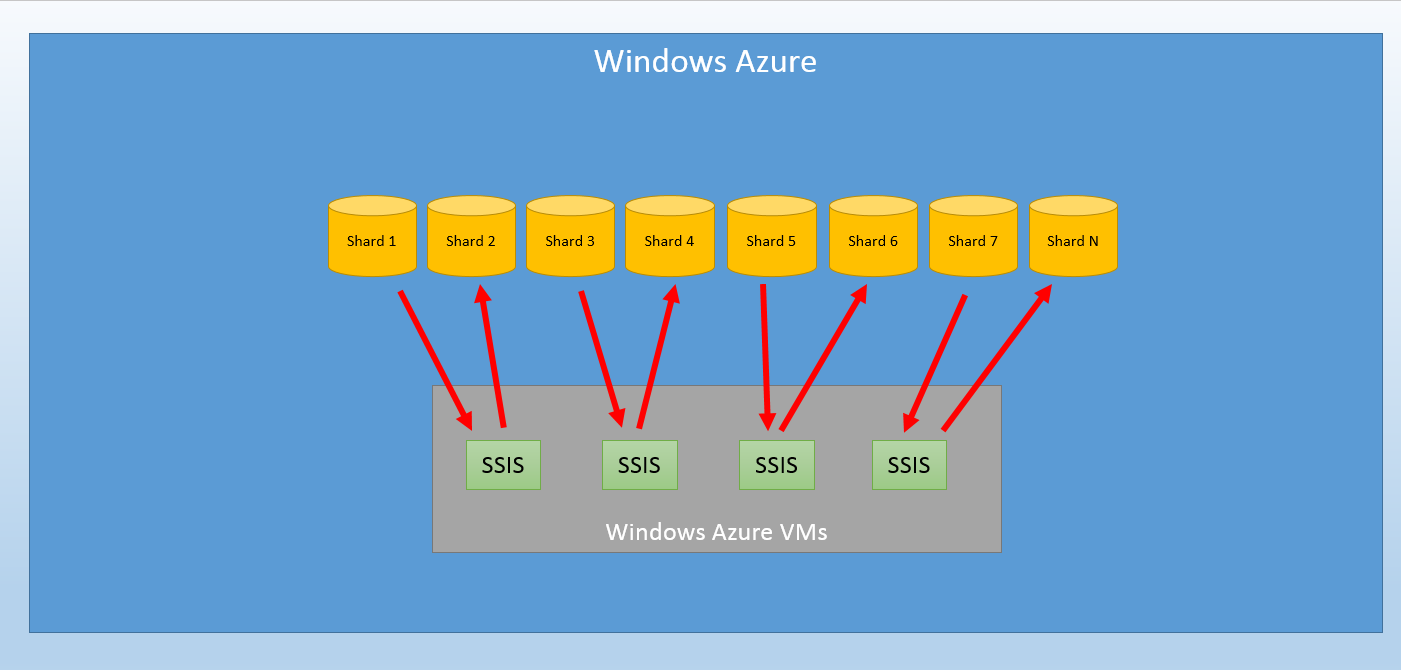 Windows Azure
Shard 1
Shard 2
Shard 3
Shard 4
Shard 5
Shard 6
Shard 7
Shard N
SSIS
SSIS
SSIS
SSIS
Windows Azure VMs